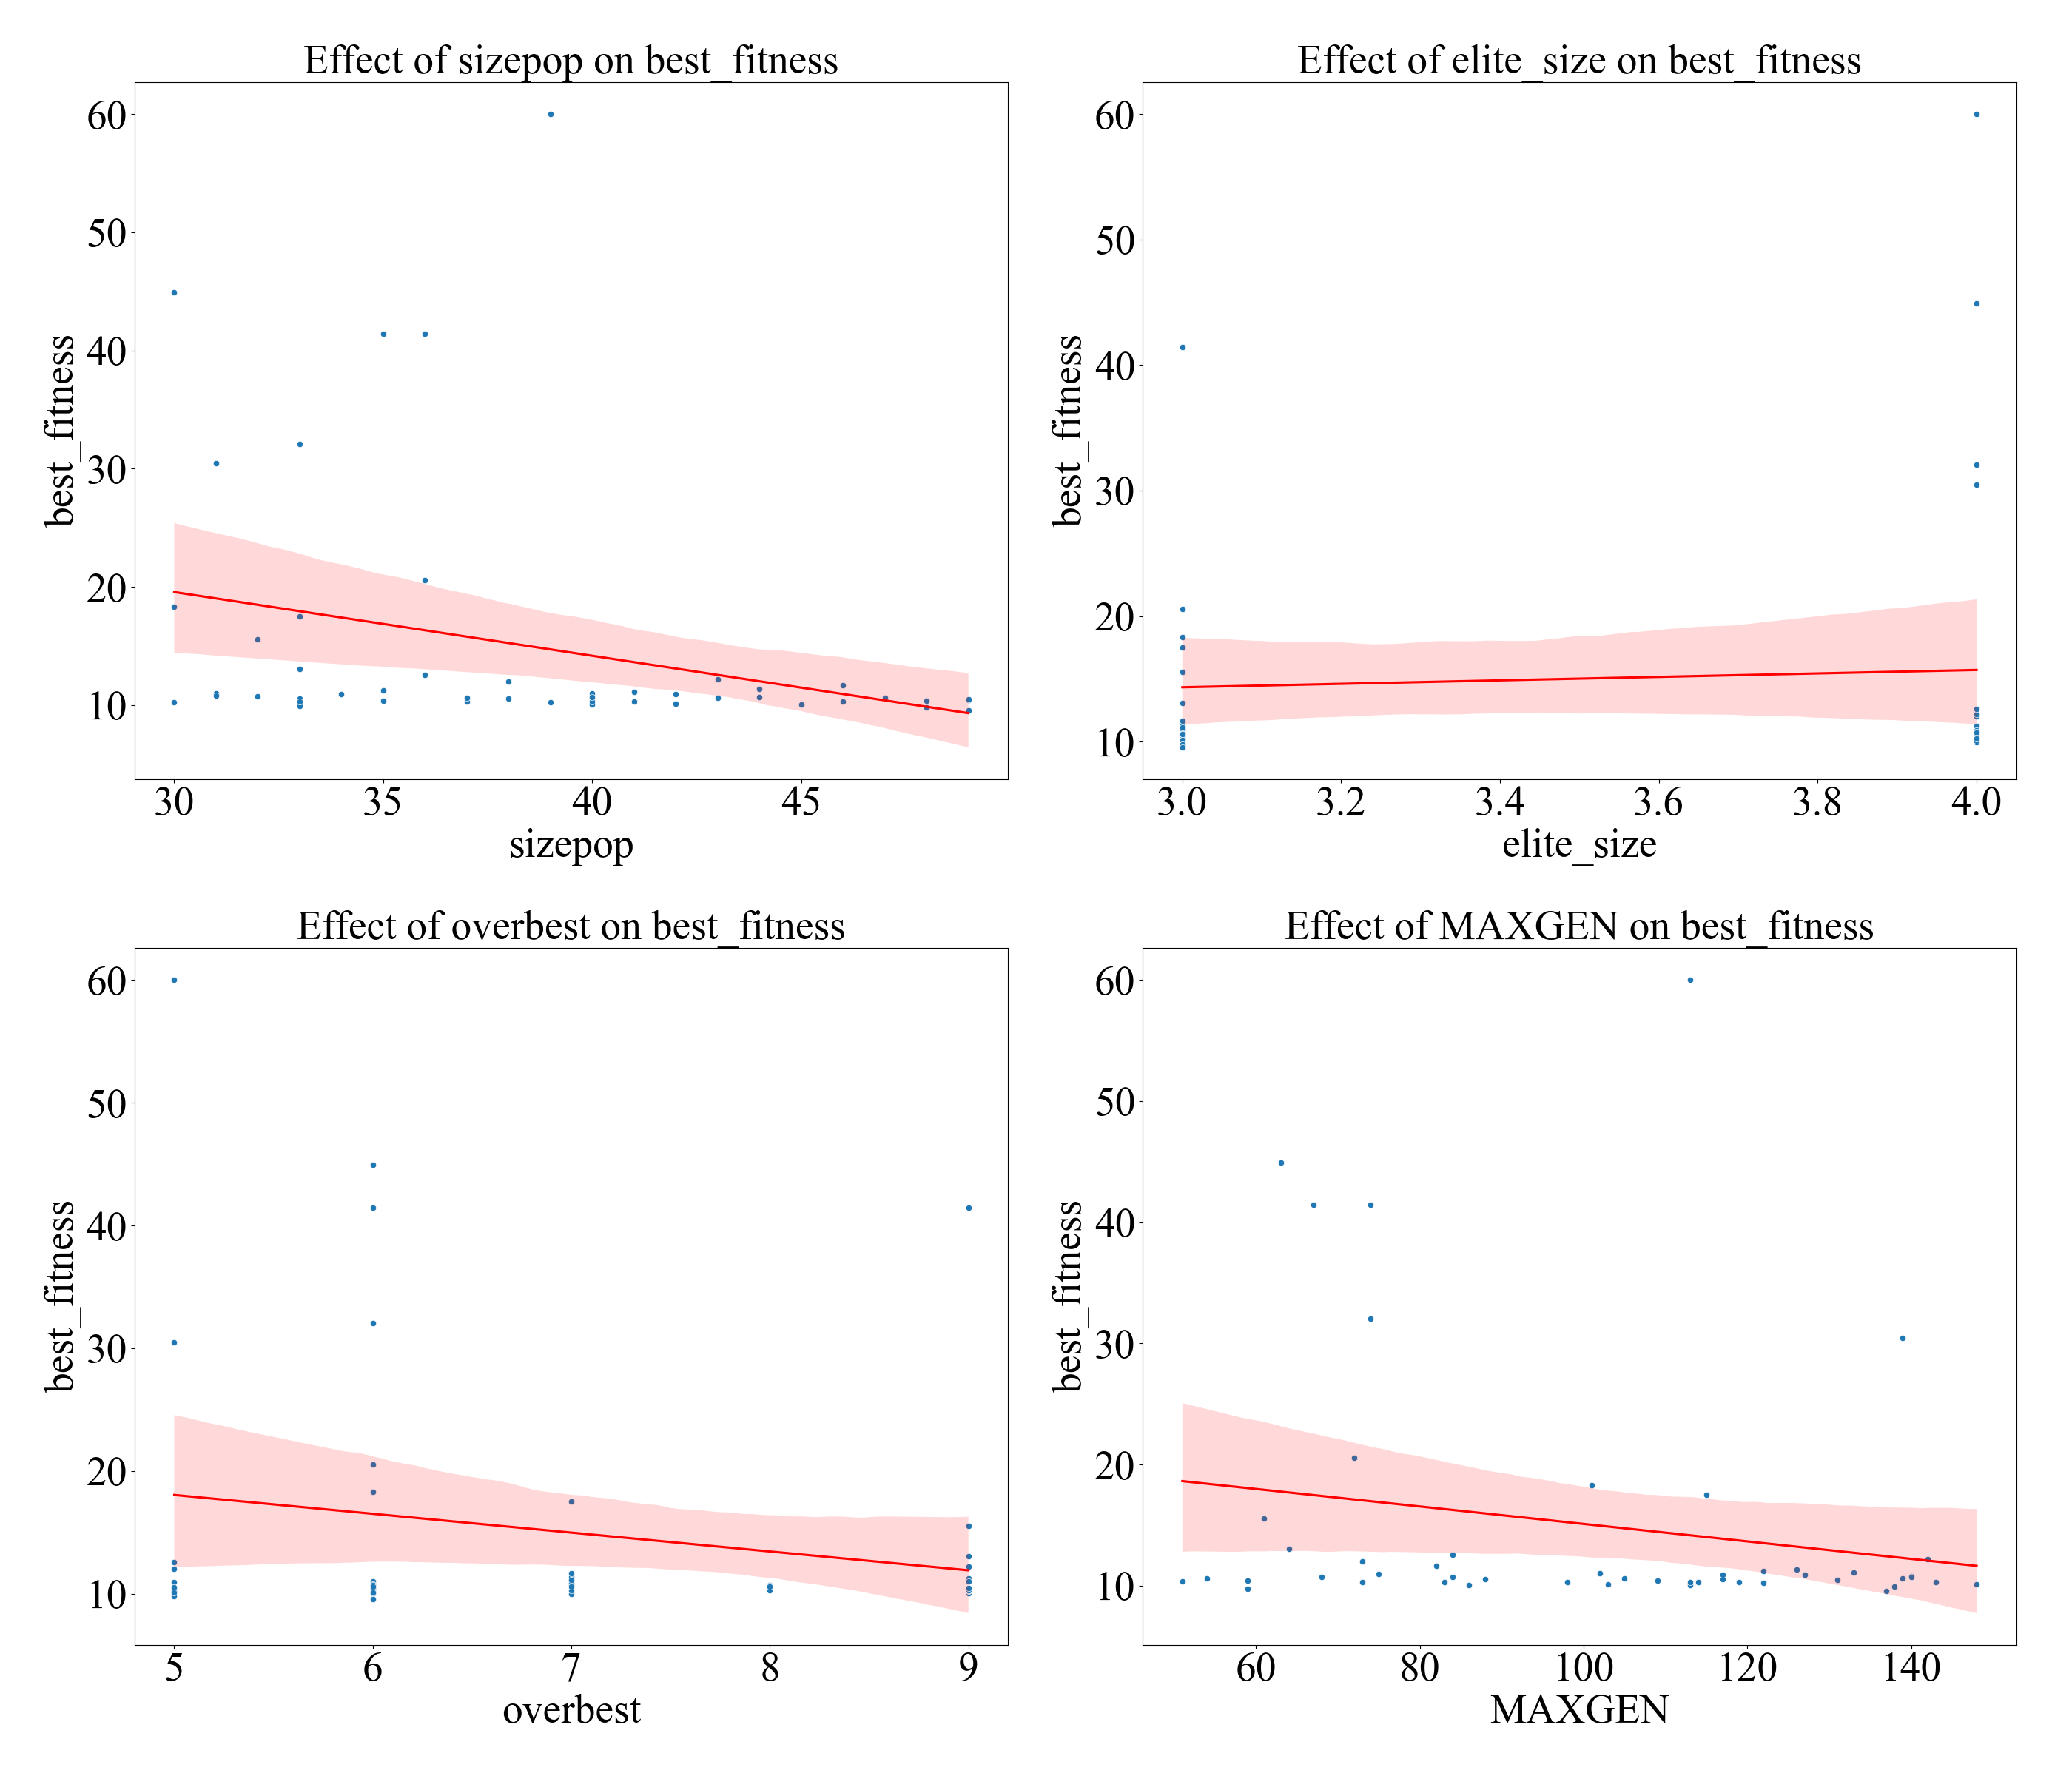 Effect of sizepop on best_fitness
60
50
40
30
20
10
best_fitness
30 35 40 45
sizepop
Effect of elite_size on best_fitness
60
50
40
30
20
10
best_fitness
3.0 3.2 3.4 3.6 3.8 4.0
elite_size
Effect of overbest on best_fitness
60
50
40
30
20
10
best_fitness
5 6 7 8 9
overbest
Effect of MAXGEN on best_fitness
60
50
40
30
20
10
best_fitness
60 80 100 120 140
MAXGEN